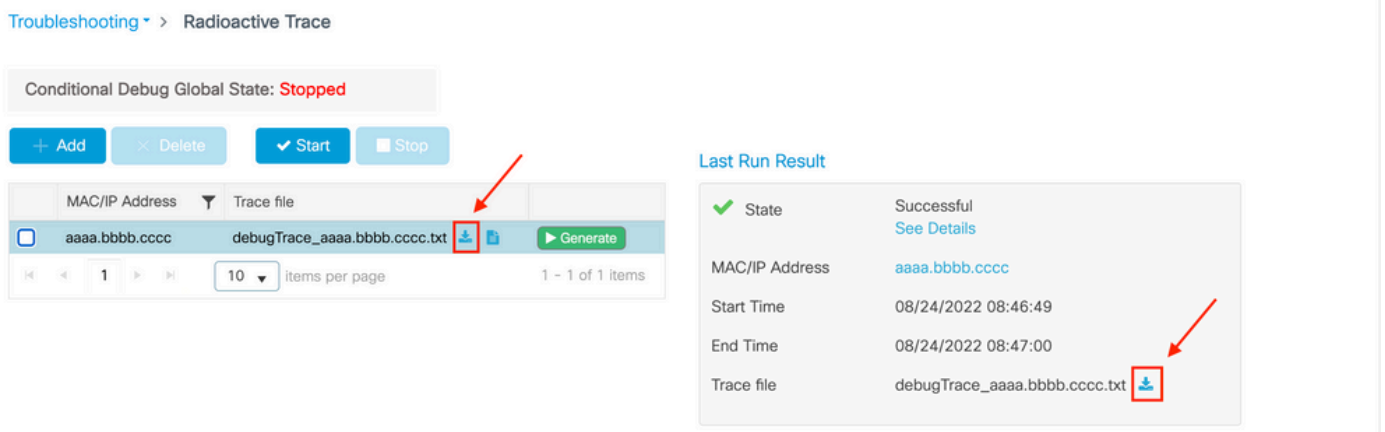 Troubleshooting > Radioactive Trace
Conditional Debug Global State: Stopped
Add Delete Start Stop
MAC/IP Address Trace file
aaaa.bbbb.cccc debugTrace_aaaa.bbbb.cccc.txt Generate
1 10 items per page 1 - 1 of 1 items
Last Run Result
State Successful
See Details
MAC/IP Address aaaa.bbbb.cccc
Start Time 08/24/2022 08:46:49
End Time 08/24/2022 08:47:00
Trace file debugTrace_aaaa.bbbb.cccc.txt